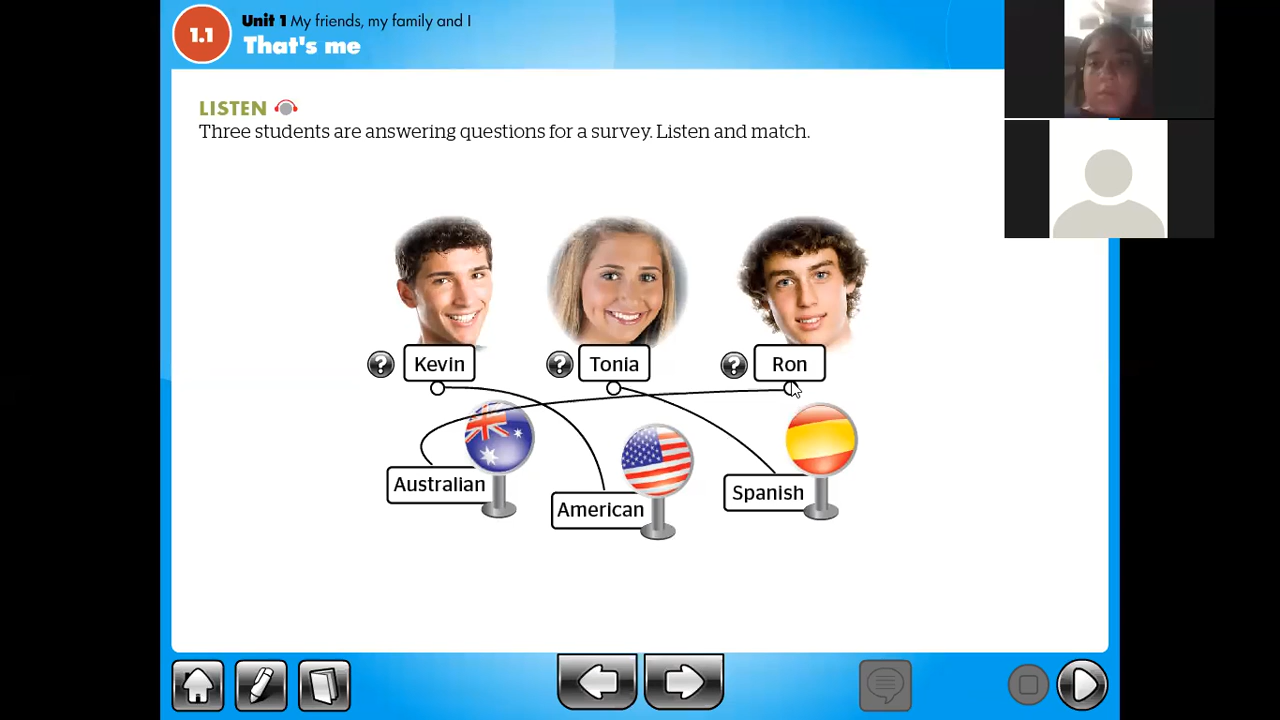 1.1
Unit 1 My friends, my family and I
That's me
LISTEN
Three students are answering questions for a survey. Listen and match.
? Kevin ? Tonia ? Ron
Australian
American
Spanish